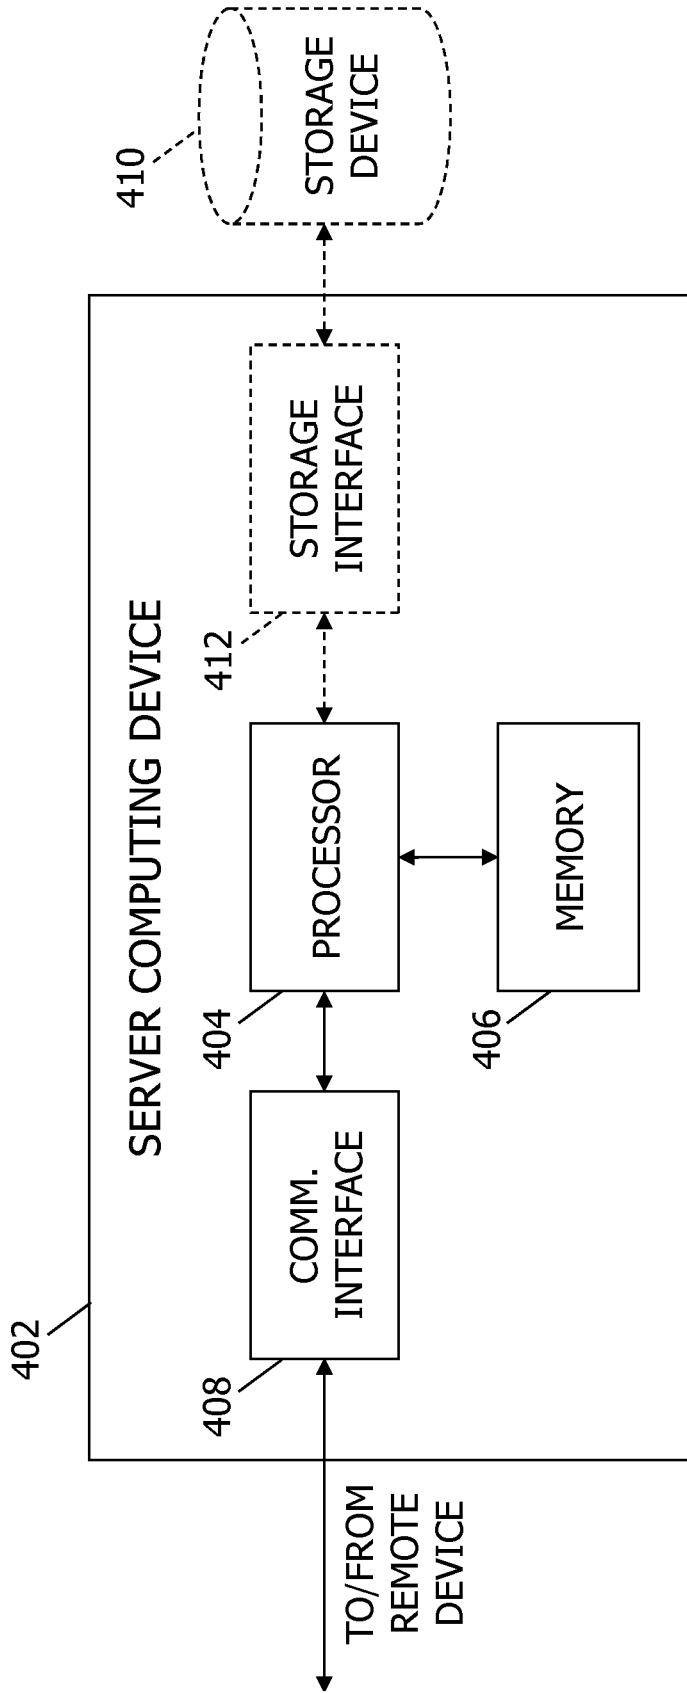 402
SERVER COMPUTING DEVICE
410
408
404
412
COMM.
INTERFACE
PROCESSOR
STORAGE
INTERFACE
STORAGE
DEVICE
TO/FROM
REMOTE
DEVICE
406
MEMORY